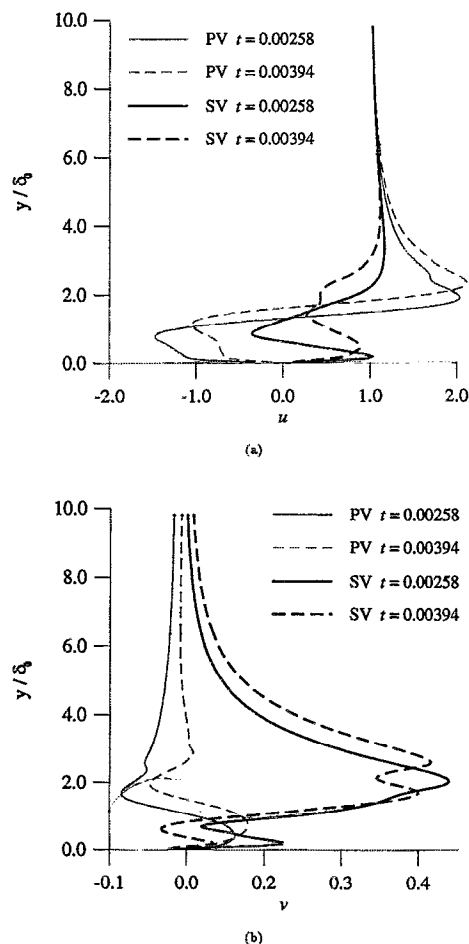 10.0
PV t = 0.00258
PV t = 0.00394
8.0
SV t = 0.00258
SV t = 0.00394
6.0
y / δ₀
4.0
2.0
0.0
-2.0 -1.0 0.0 1.0 2.0
u
(a)
10.0
PV t = 0.00258
PV t = 0.00394
8.0
SV t = 0.00258
SV t = 0.00394
6.0
y / δ₀
4.0
2.0
0.0
-0.1 0.0 0.2 0.3 0.4
v
(b)